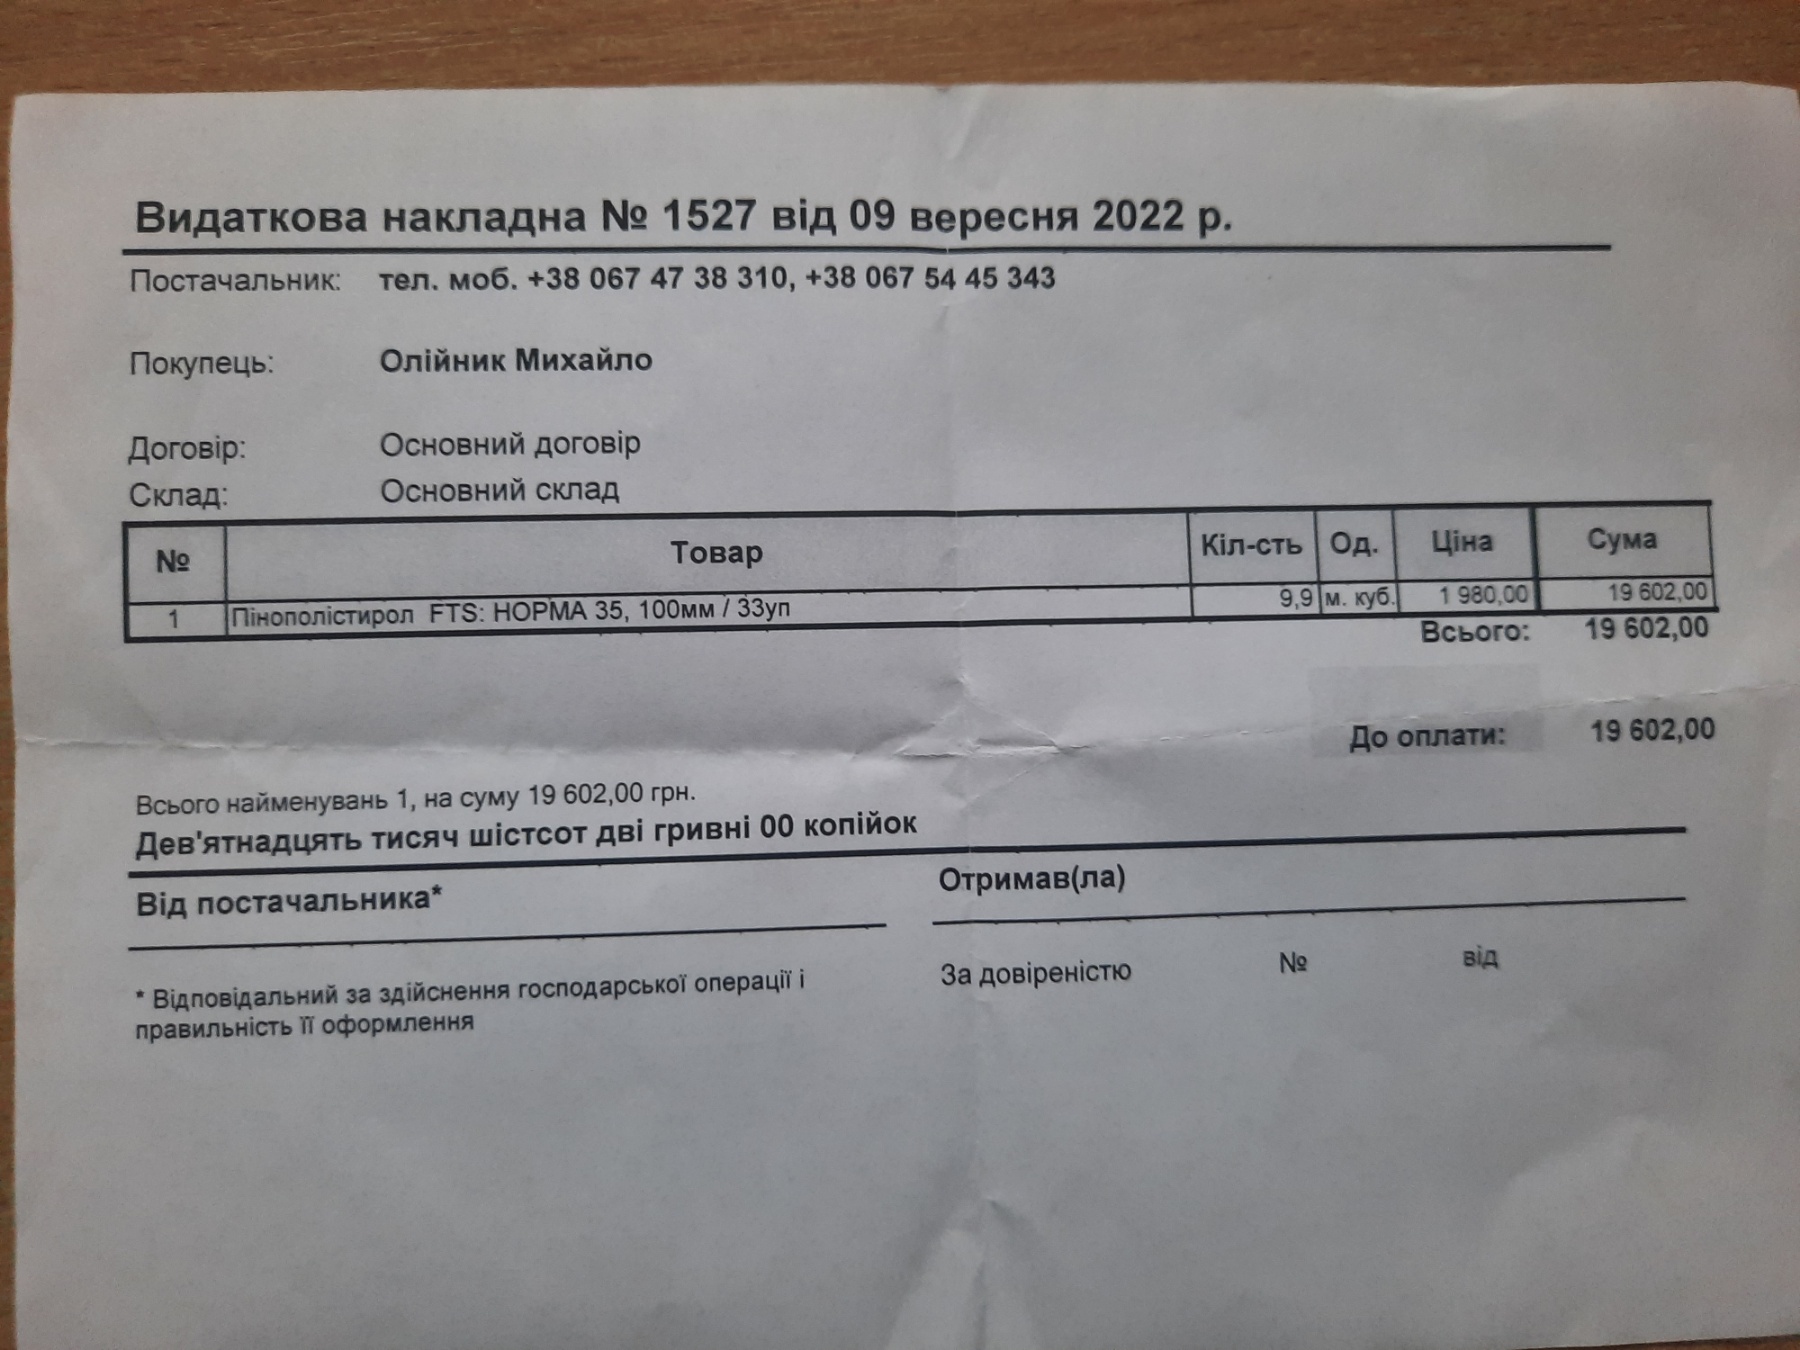 Видаткова накладна № 1527 від 09 вересня 2022 р.
Постачальник: тел. моб. +38 067 47 38 310, +38 067 54 45 343
Покупець: Олійник Михайло
Договір: Основний договір
Склад: Основний склад
№ Товар Кіл-сть Од. Ціна Сума
1 Пінополістирол FTS: НОРМА 35, 100мм / 33уп 9,9 м. куб. 1 980,00 19 602,00
Всього: 19 602,00
До оплати: 19 602,00
Всього найменувань 1, на суму 19 602,00 грн.
Дев'ятнадцять тисяч шістсот дві гривні 00 копійок
Від постачальника* Отримав(ла)
За довіреністю № від
* Відповідальний за здійснення господарської операції і
правильність її оформлення